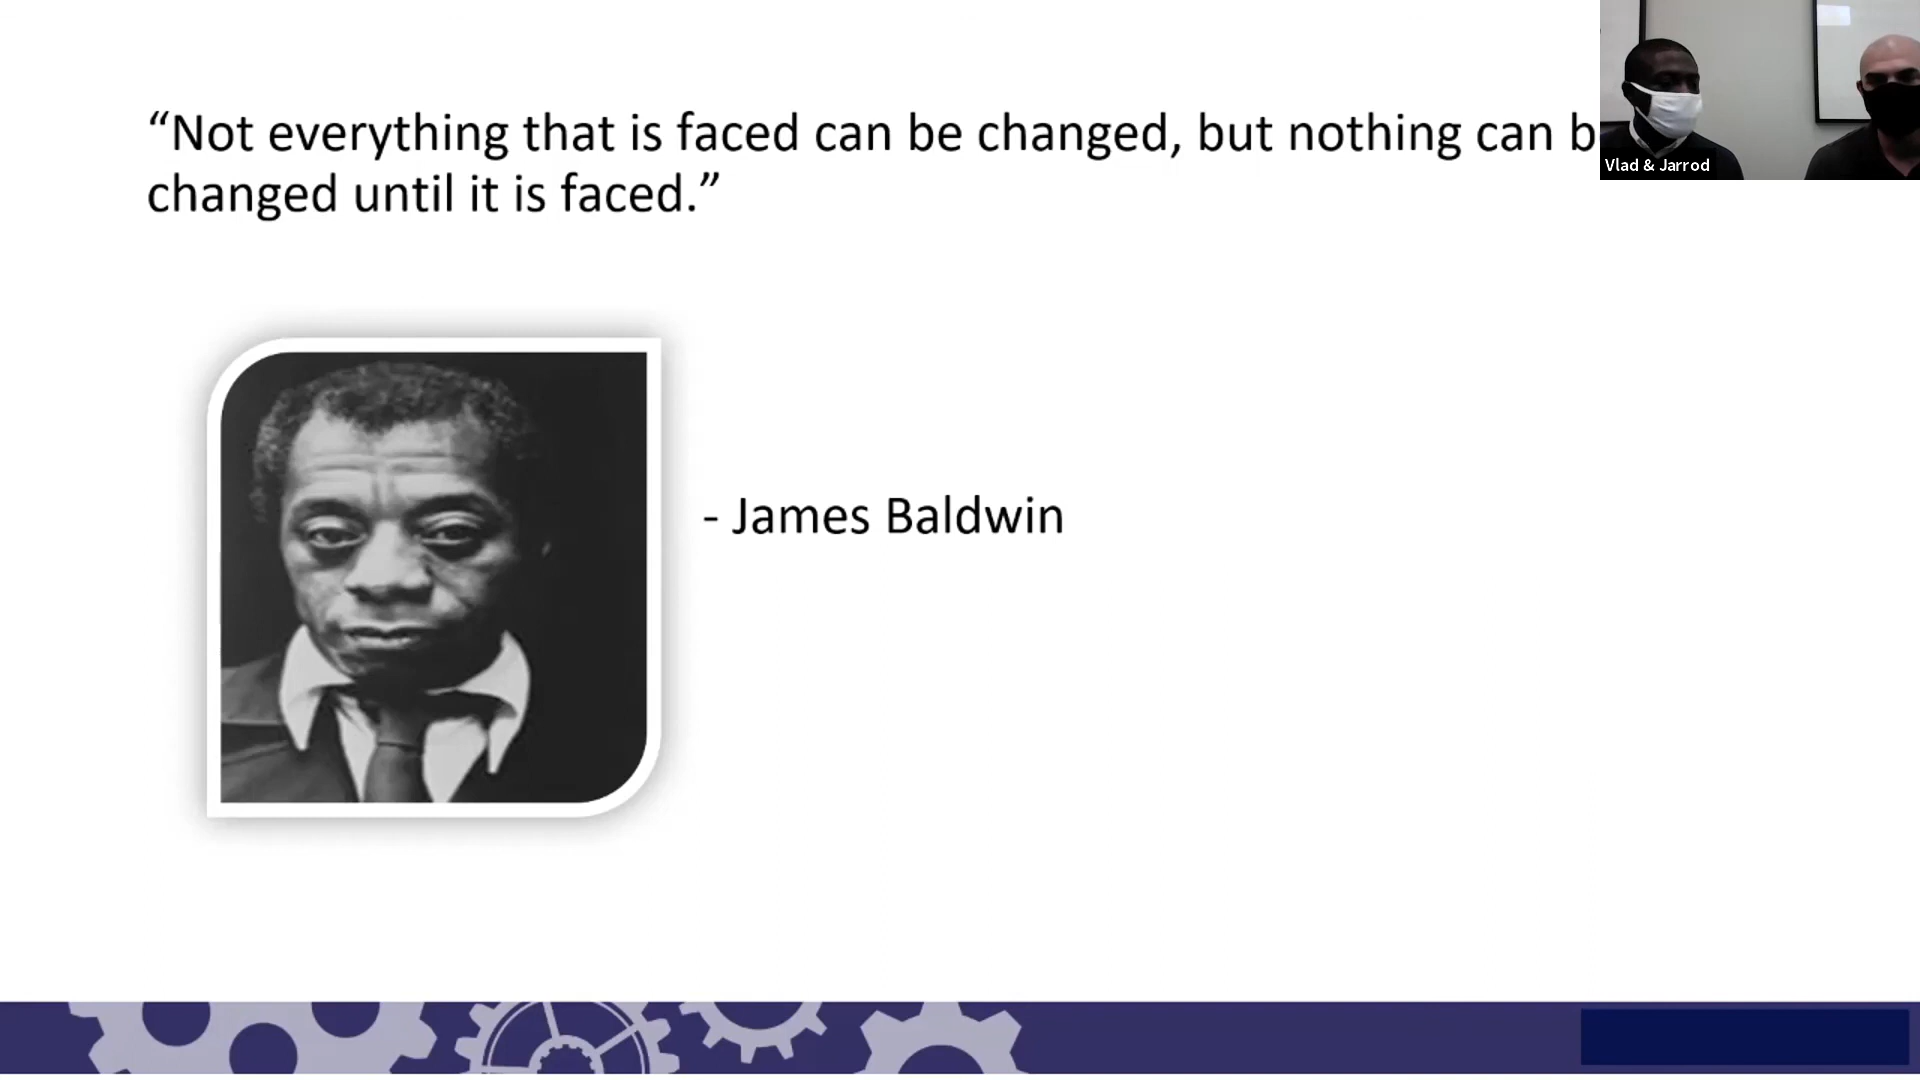 “Not everything that is faced can be changed, but nothing can b
changed until it is faced.”
Vlad & Jarrod
- James Baldwin